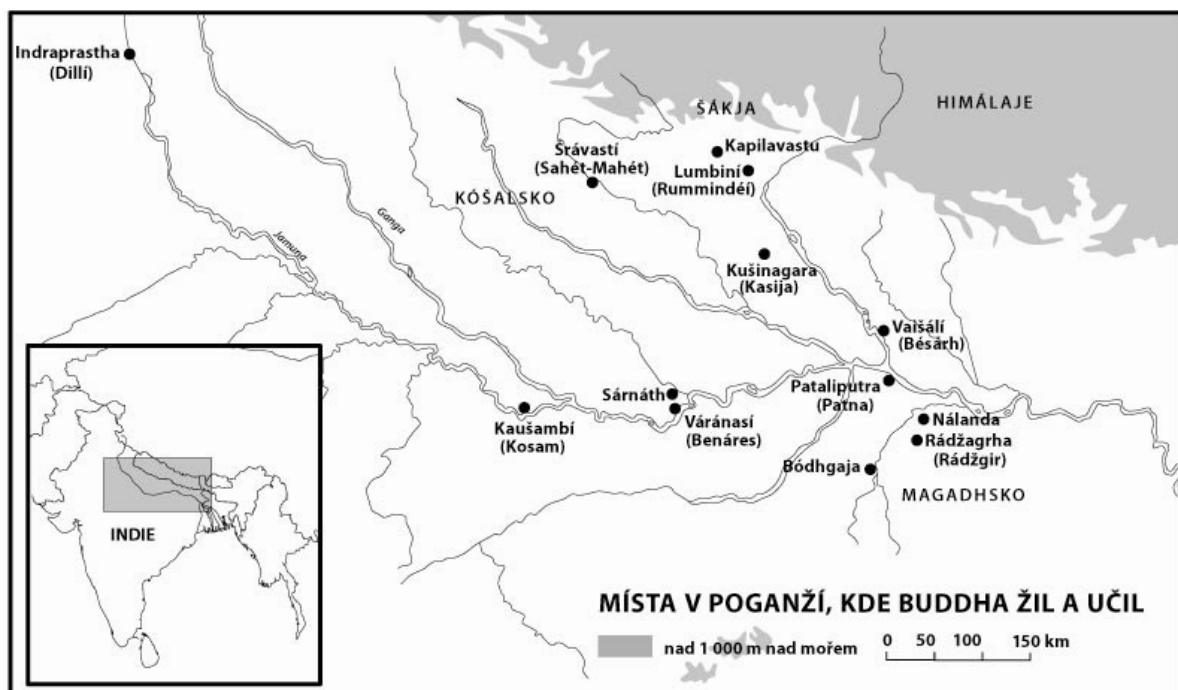 Indraprastha
(Dillí)
HIMÁLAJE
ŠÁKJA
Kapilavastu
Šrávastí
(Sahét-Mahét)
Lumbiní
(Rummindéí)
KÓŠALSKO
Ganga
Jamuna
Kušinagara
(Kasija)
Vaišálí
(Bésárh)
Sárnáth
Pataliputra
(Patna)
Kaušambí
(Kosam)
Váránasí
(Benáres)
Nálanda
Rádžagrha
(Rádžgir)
Bódhgaja
MAGADHSKO
INDIE
MÍSTA V POGANŽÍ, KDE BUDDHA ŽIL A UČIL
nad 1 000 m nad mořem
0 50 100 150 km